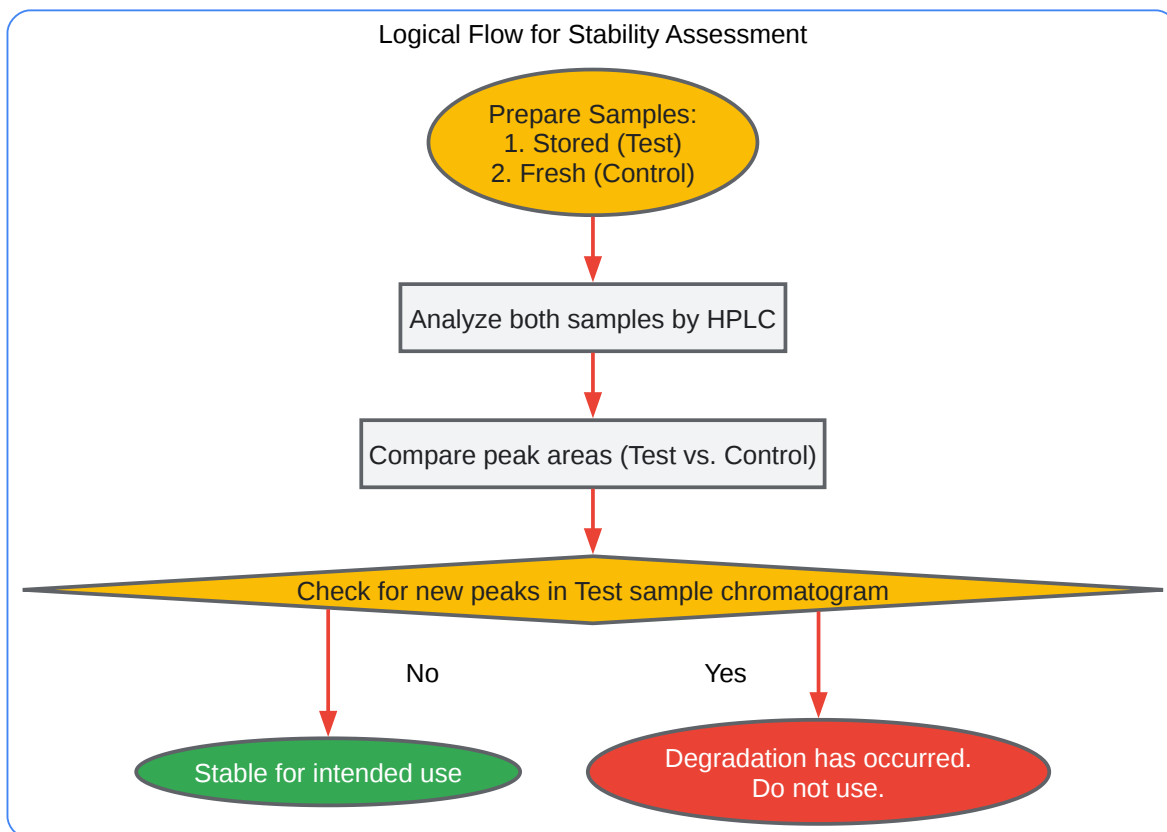 Logical Flow for Stability Assessment
Prepare Samples:
1. Stored (Test)
2. Fresh (Control)
Analyze both samples by HPLC
Compare peak areas (Test vs. Control)
Check for new peaks in Test sample chromatogram
No
Yes
Stable for intended use
Degradation has occurred.
Do not use.